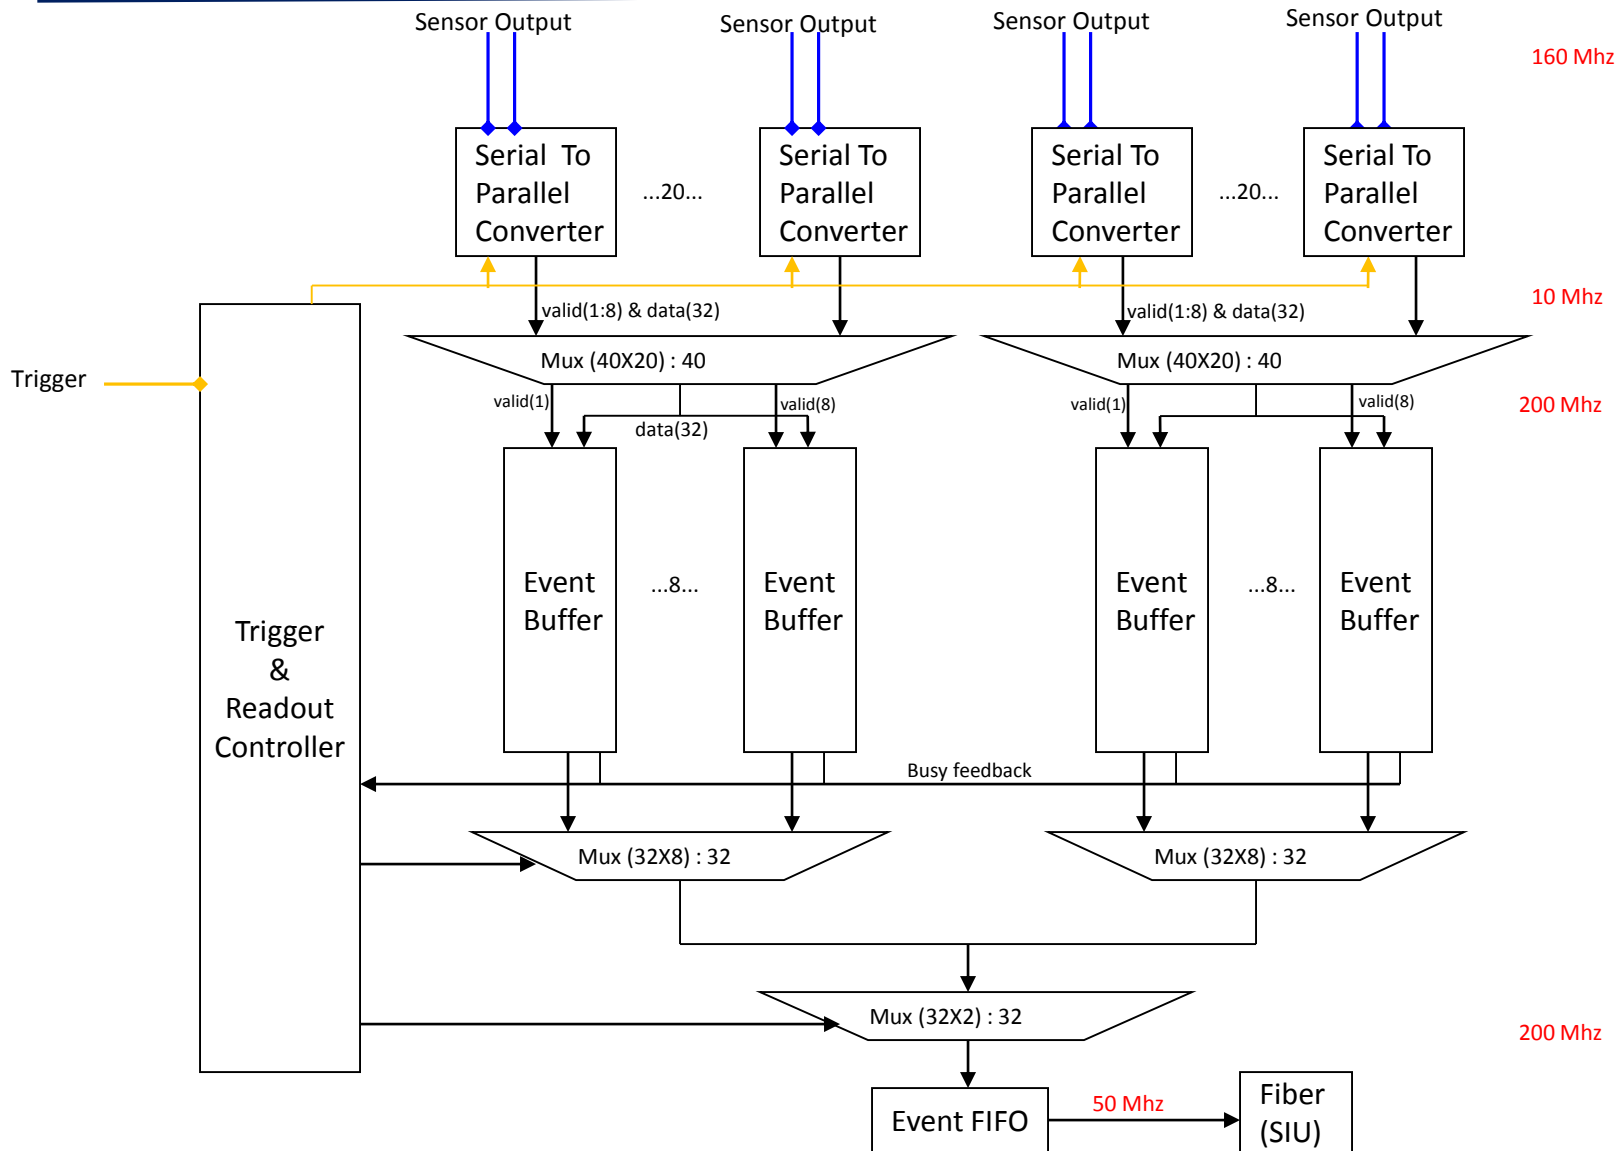 Sensor Output
Sensor Output
Sensor Output
Sensor Output
160 Mhz
Serial To
Parallel
Converter
...20...
Serial To
Parallel
Converter
Serial To
Parallel
Converter
...20...
Serial To
Parallel
Converter
10 Mhz
valid(1:8) & data(32)
valid(1:8) & data(32)
Mux (40X20) : 40
Mux (40X20) : 40
Trigger
valid(1)
valid(8)
data(32)
valid(1)
valid(8)
200 Mhz
Event
Buffer
...8...
Event
Buffer
Event
Buffer
...8...
Event
Buffer
Trigger
&
Readout
Controller
Busy feedback
Mux (32X8) : 32
Mux (32X8) : 32
Mux (32X2) : 32
200 Mhz
Event FIFO
50 Mhz
Fiber
(SIU)